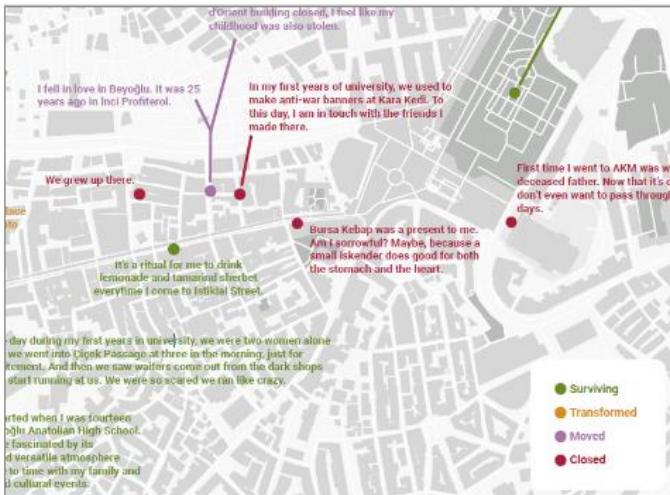 d'Orient building closed, I feel like my
childhood was also stolen.
I fell in love in Beyoğlu. It was 25
years ago in İnci Profiterol.
In my first years of university, we used to
make anti-war banners at Kara Kedi. To
this day, I am in touch with the friends I
made there.
We grew up there.
First time I went to AKM was w
deceased father. Now that it's c
don't even want to pass through
days.
Bursa Kebap was a present to me.
Am I sorrowful? Maybe, because a
small iskender does good for both
the stomach and the heart.
It's a ritual for me to drink
lemonade and tamarind sherbet
everytime I come to Istiklal Street.
day during my first years in university, we were two women alone
we went into Çiçek Passage at three in the morning, just for
tement. And then we saw waiters come out from the dark shops
start running at us. We were so scared we ran like crazy.
arted when I was fourteen
oğlu Anatolian High School.
e fascinated by its
d versatile atmosphere
e to time with my family and
d cultural events.
Surviving
Transformed
Moved
Closed